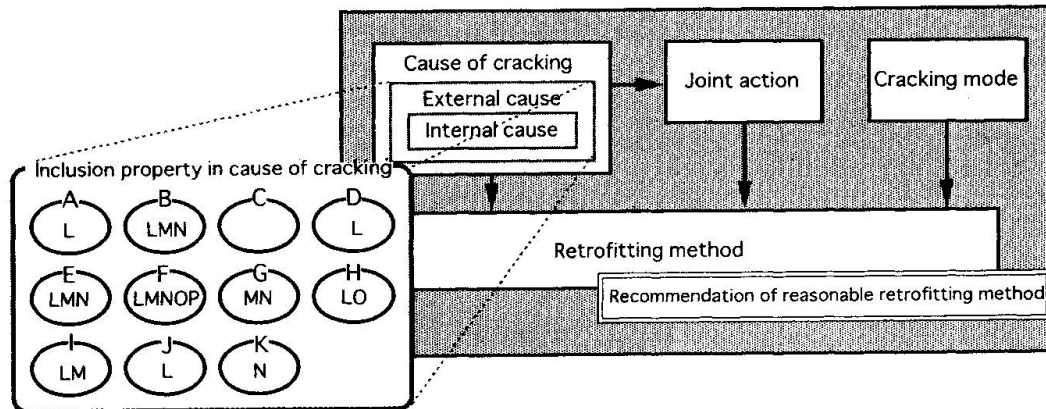 Cause of cracking
External cause
Internal cause
Joint action
Cracking mode
Inclusion property in cause of cracking
A
L
B
LMN
C
D
L
E
LMN
F
LMNOP
G
MN
H
LO
I
LM
J
L
K
N
Retrofitting method
Recommendation of reasonable retrofitting method